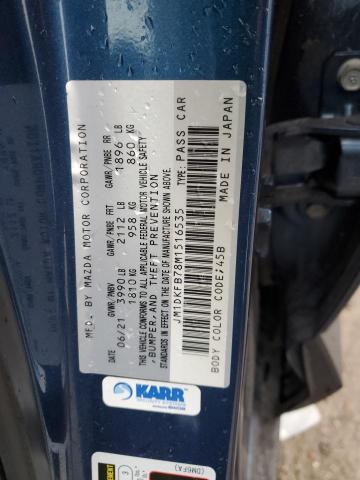 MFD. BY MAZDA MOTOR CORPORATION
GVWR/PNBV GAWR/PNBE FRT GAWR/PNBE RR
06/21 3990 LB 2112 LB 1896 LB
1810 KG 958 KG 860 KG
THIS VEHICLE CONFORMS TO ALL
APPLICABLE FEDERAL MOTOR VEHICLE SAFETY
,BUMPER,AND THEFT PREVENTION
STANDARDS IN EFFECT ON THE DATE
OF MANUFACTURE SHOWN ABOVE.
JM1DKFB78M1516535 TYPE: PASS CAR
BODY COLOR CODE;45B MADE IN JAPAN
KARR
SECURITY SYSTEMS
(DM6FA)